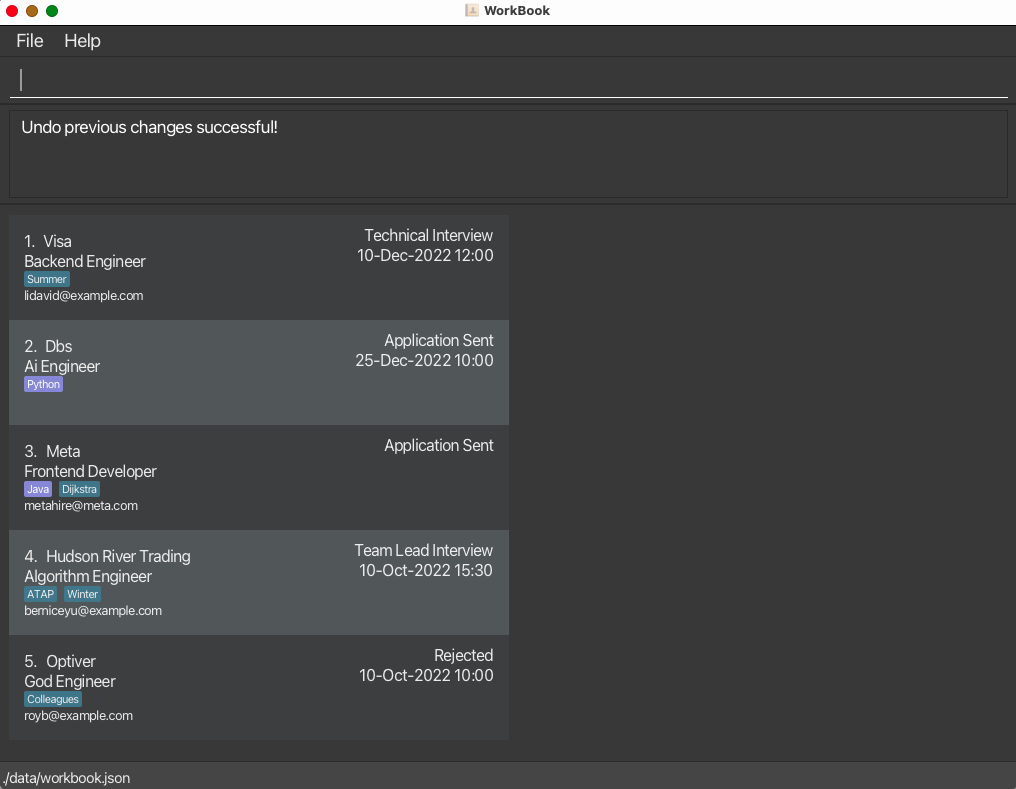 WorkBook
File Help
Undo previous changes successful!
1. Visa
Technical Interview
Backend Engineer
10-Dec-2022 12:00
Summer
lidavid@example.com
2. Dbs
Application Sent
Ai Engineer
25-Dec-2022 10:00
Python
3. Meta
Application Sent
Frontend Developer
Java Dijkstra
metahire@meta.com
4. Hudson River Trading
Team Lead Interview
Algorithm Engineer
10-Oct-2022 15:30
ATAP Winter
berniceyu@example.com
5. Optiver
Rejected
God Engineer
10-Oct-2022 10:00
Colleagues
royb@example.com
./data/workbook.json